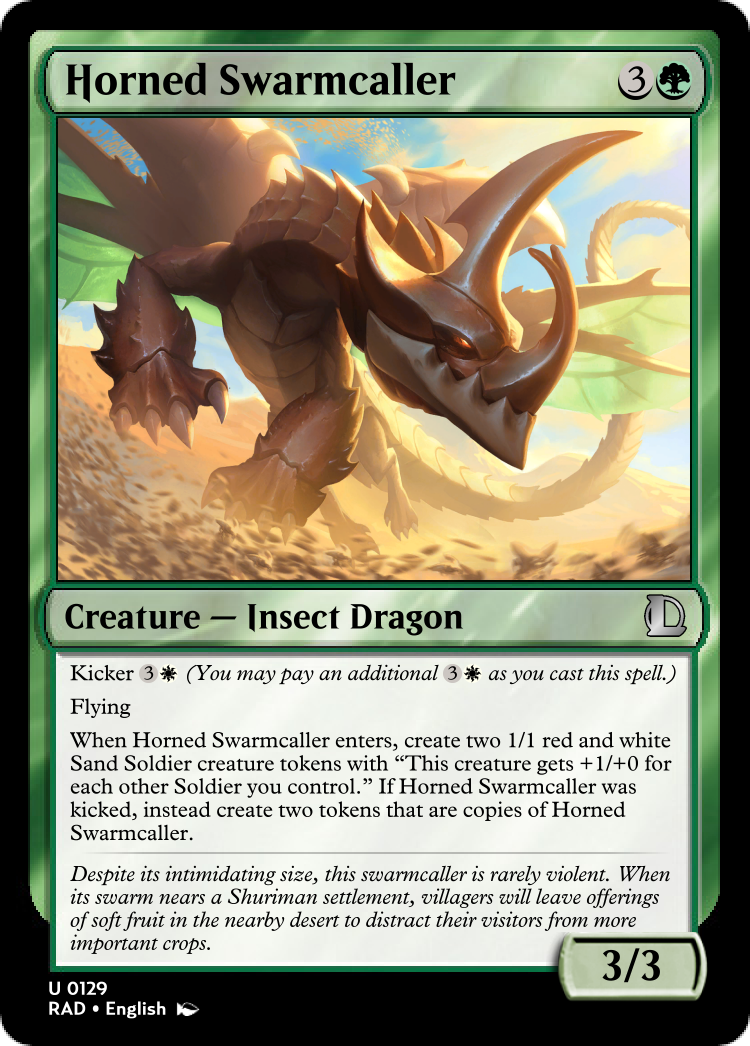 Horned Swarmcaller 3
Creature — Insect Dragon
Kicker 3 (You may pay an additional 3 as you cast this spell.)
Flying
When Horned Swarmcaller enters, create two 1/1 red and white
Sand Soldier creature tokens with “This creature gets +1/+0 for
each other Soldier you control.” If Horned Swarmcaller was
kicked, instead create two tokens that are copies of Horned
Swarmcaller.
Despite its intimidating size, this swarmcaller is rarely violent. When
its swarm nears a Shuriman settlement, villagers will leave offerings
of soft fruit in the nearby desert to distract their visitors from more
important crops.
3/3
U 0129
RAD • English